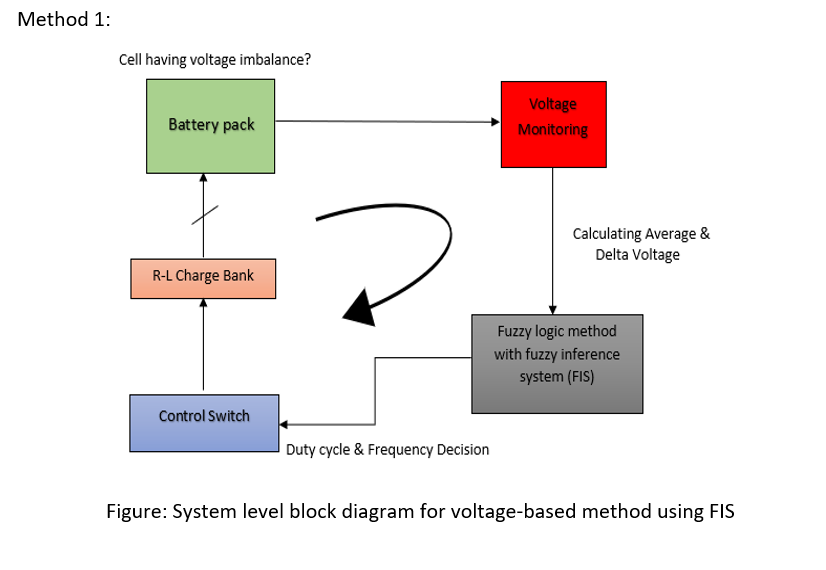 Method 1:
Cell having voltage imbalance?
Battery pack
Voltage
Monitoring
Calculating Average &
Delta Voltage
R-L Charge Bank
Fuzzy logic method
with fuzzy inference
system (FIS)
Control Switch
Duty cycle & Frequency Decision
Figure: System level block diagram for voltage-based method using FIS